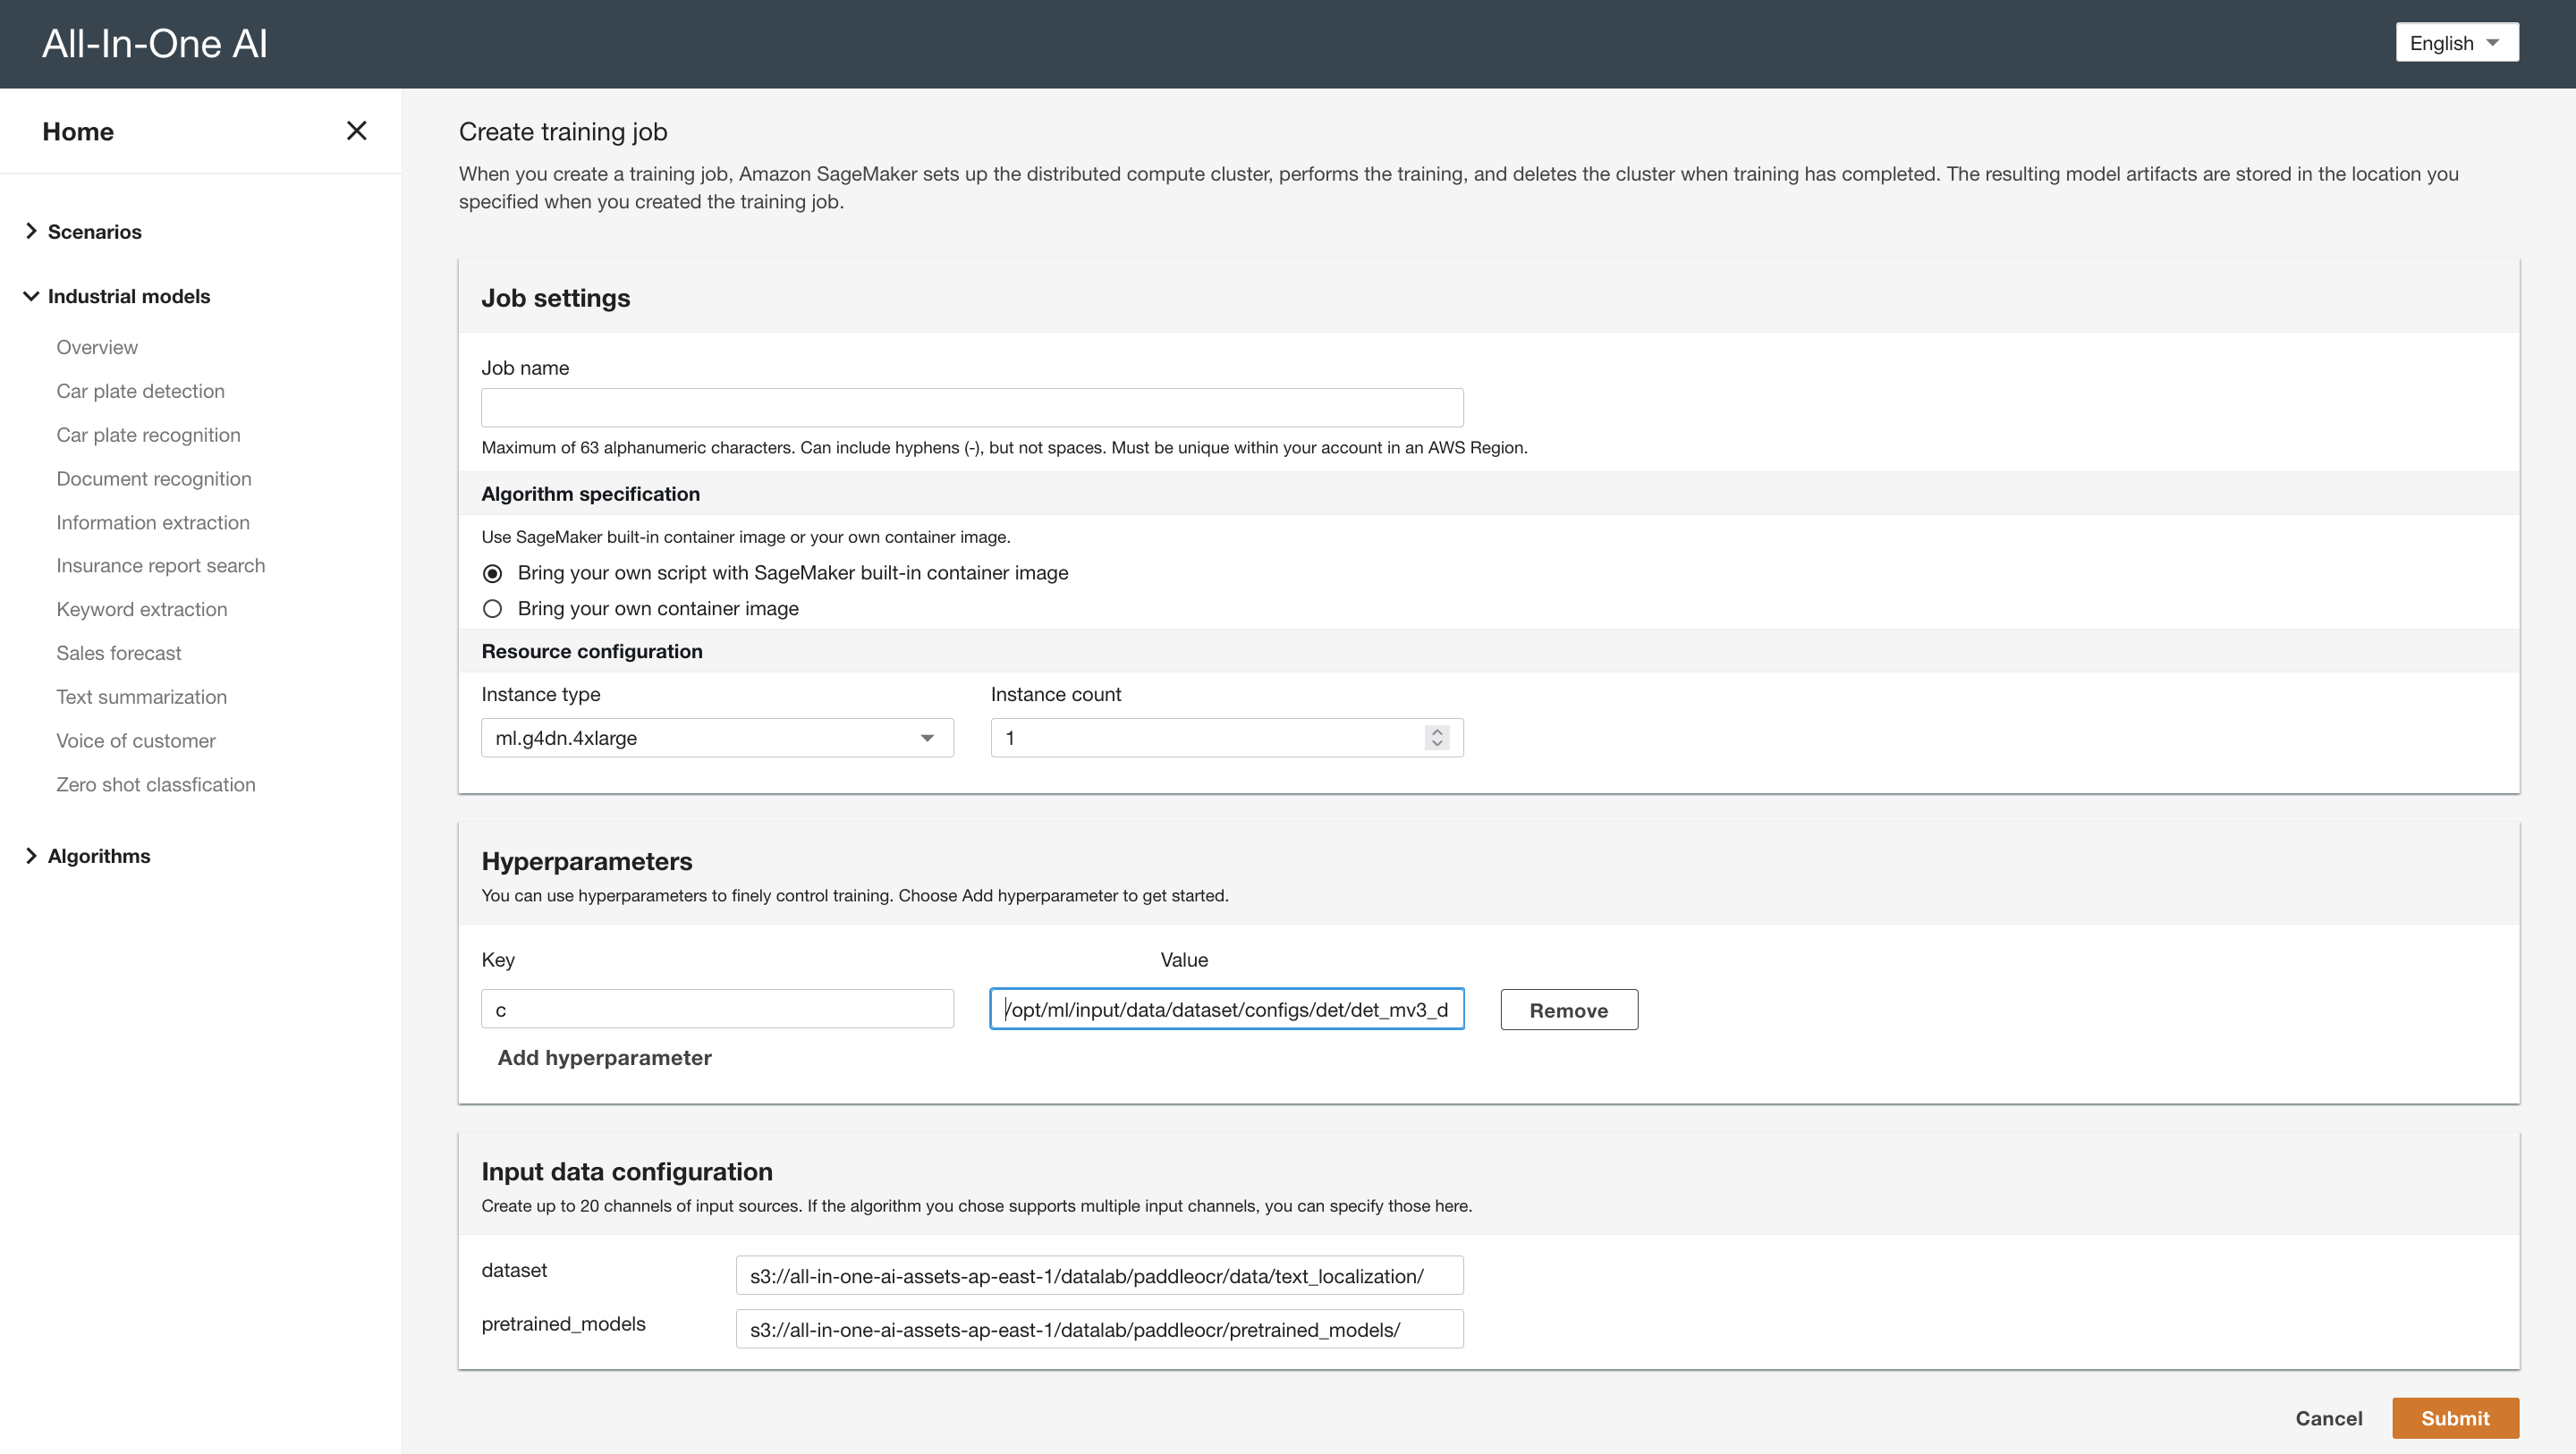 All-In-One AI
English
Home
Scenarios
Industrial models
Overview
Car plate detection
Car plate recognition
Document recognition
Information extraction
Insurance report search
Keyword extraction
Sales forecast
Text summarization
Voice of customer
Zero shot classfication
Algorithms
Create training job
When you create a training job, Amazon SageMaker sets up the distributed compute cluster, performs the training, and deletes the cluster when training has completed. The resulting model artifacts are stored in the location you
specified when you created the training job.
Job settings
Job name
Maximum of 63 alphanumeric characters. Can include hyphens (-), but not spaces. Must be unique within your account in an AWS Region.
Algorithm specification
Use SageMaker built-in container image or your own container image.
Bring your own script with SageMaker built-in container image
Bring your own container image
Resource configuration
Instance type Instance count
ml.g4dn.4xlarge 1
Hyperparameters
You can use hyperparameters to finely control training. Choose Add hyperparameter to get started.
Key Value
c /opt/ml/input/data/dataset/configs/det/det_mv3_d Remove
Add hyperparameter
Input data configuration
Create up to 20 channels of input sources. If the algorithm you chose supports multiple input channels, you can specify those here.
dataset s3://all-in-one-ai-assets-ap-east-1/datalab/paddleocr/data/text_localization/
pretrained_models s3://all-in-one-ai-assets-ap-east-1/datalab/paddleocr/pretrained_models/
Cancel Submit